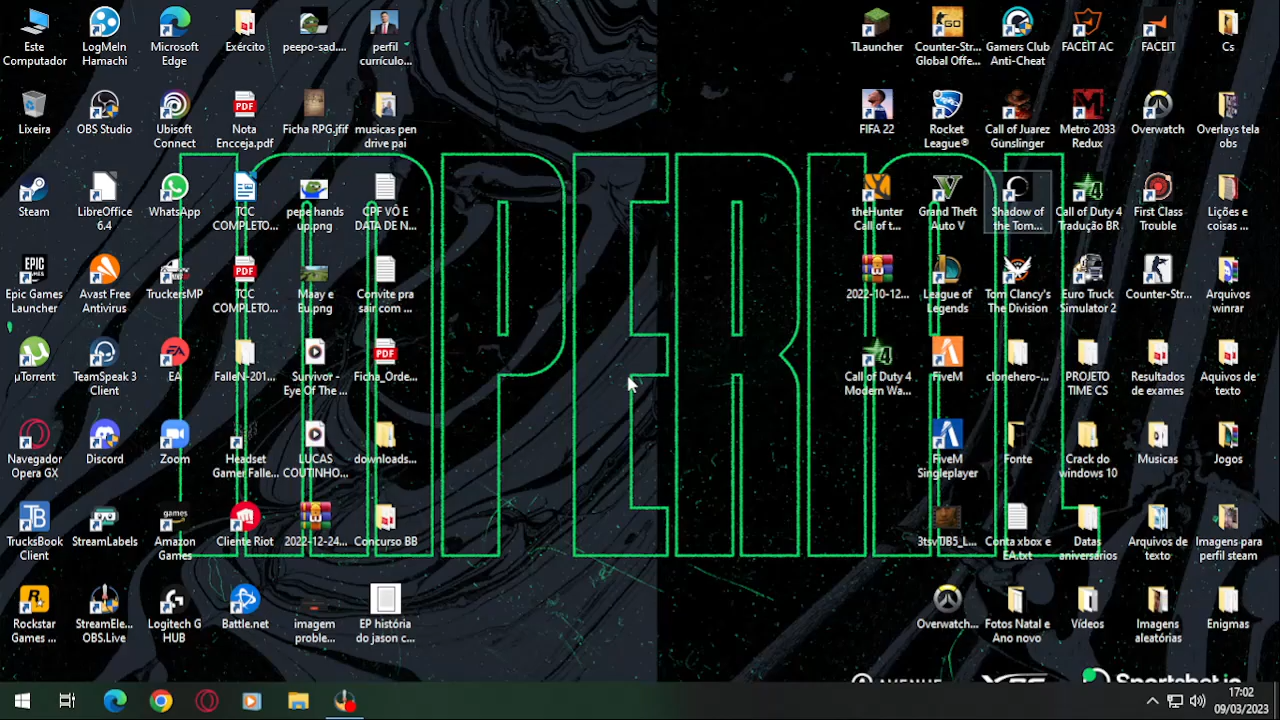 Este
Computador
LogMeIn
Hamachi
Microsoft
Edge
Exército
peepo-sad....
perfil
currículo...
TLauncher
Counter-Str...
Global Offe...
Gamers Club
Anti-Cheat
FACEIT AC
FACEIT
Cs
Lixeira
OBS Studio
Ubisoft
Connect
PDF
Nota
Encceja.pdf
Ficha RPG.jfif
musicas pen
drive pai
FIFA 22
Rocket
League®
Call of Juarez
Gunslinger
Metro 2033
Redux
Overwatch
Overlays tela
obs
Steam
LibreOffice
6.4
WhatsApp
TCC
COMPLETO...
pepe hands
up.png
CPF VÓ E
DATA DE N...
theHunter
Call of t...
Grand Theft
Auto V
Shadow of
the Tom...
Call of Duty 4
Tradução BR
First Class
Trouble
Lições e
coisas ...
EPIC
GAMES
Epic Games
Launcher
Avast Free
Antivirus
TruckersMP
PDF
TCC
COMPLETO...
Maay e
Eu.png
Convite pra
sair com ...
2022-10-12...
League of
Legends
Tom Clancy's
The Division
Euro Truck
Simulator 2
Counter-Str...
Arquivos
winrar
µTorrent
TeamSpeak 3
Client
EA
EA
FalleN-201...
Survivor -
Eye Of The ...
PDF
Ficha_Orde...
Call of Duty 4
Modern Wa...
FiveM
clonehero-...
PROJETO
TIME CS
Resultados
de exames
Aquivos de
texto
Navegador
Opera GX
Discord
Zoom
Headset
Gamer Falle...
LUCAS
COUTINHO...
downloads...
FiveM
Singleplayer
Fonte
Crack do
windows 10
Musicas
Jogos
TB
TrucksBook
Client
StreamLabels
games
Amazon
Games
Cliente Riot
2022-12-24...
Concurso BB
Conta xbox e
EA.txt
Datas
aniversários
Arquivos de
texto
Imagens para
perfil steam
Rockstar
Games ...
StreamEle...
OBS.Live
Logitech G
HUB
Battle.net
imagem
proble...
EP história
do jason c...
Overwatch...
Fotos Natal e
Ano novo
Vídeos
Imagens
aleatórias
Enigmas
IMPERIAL
17:02
09/03/2023